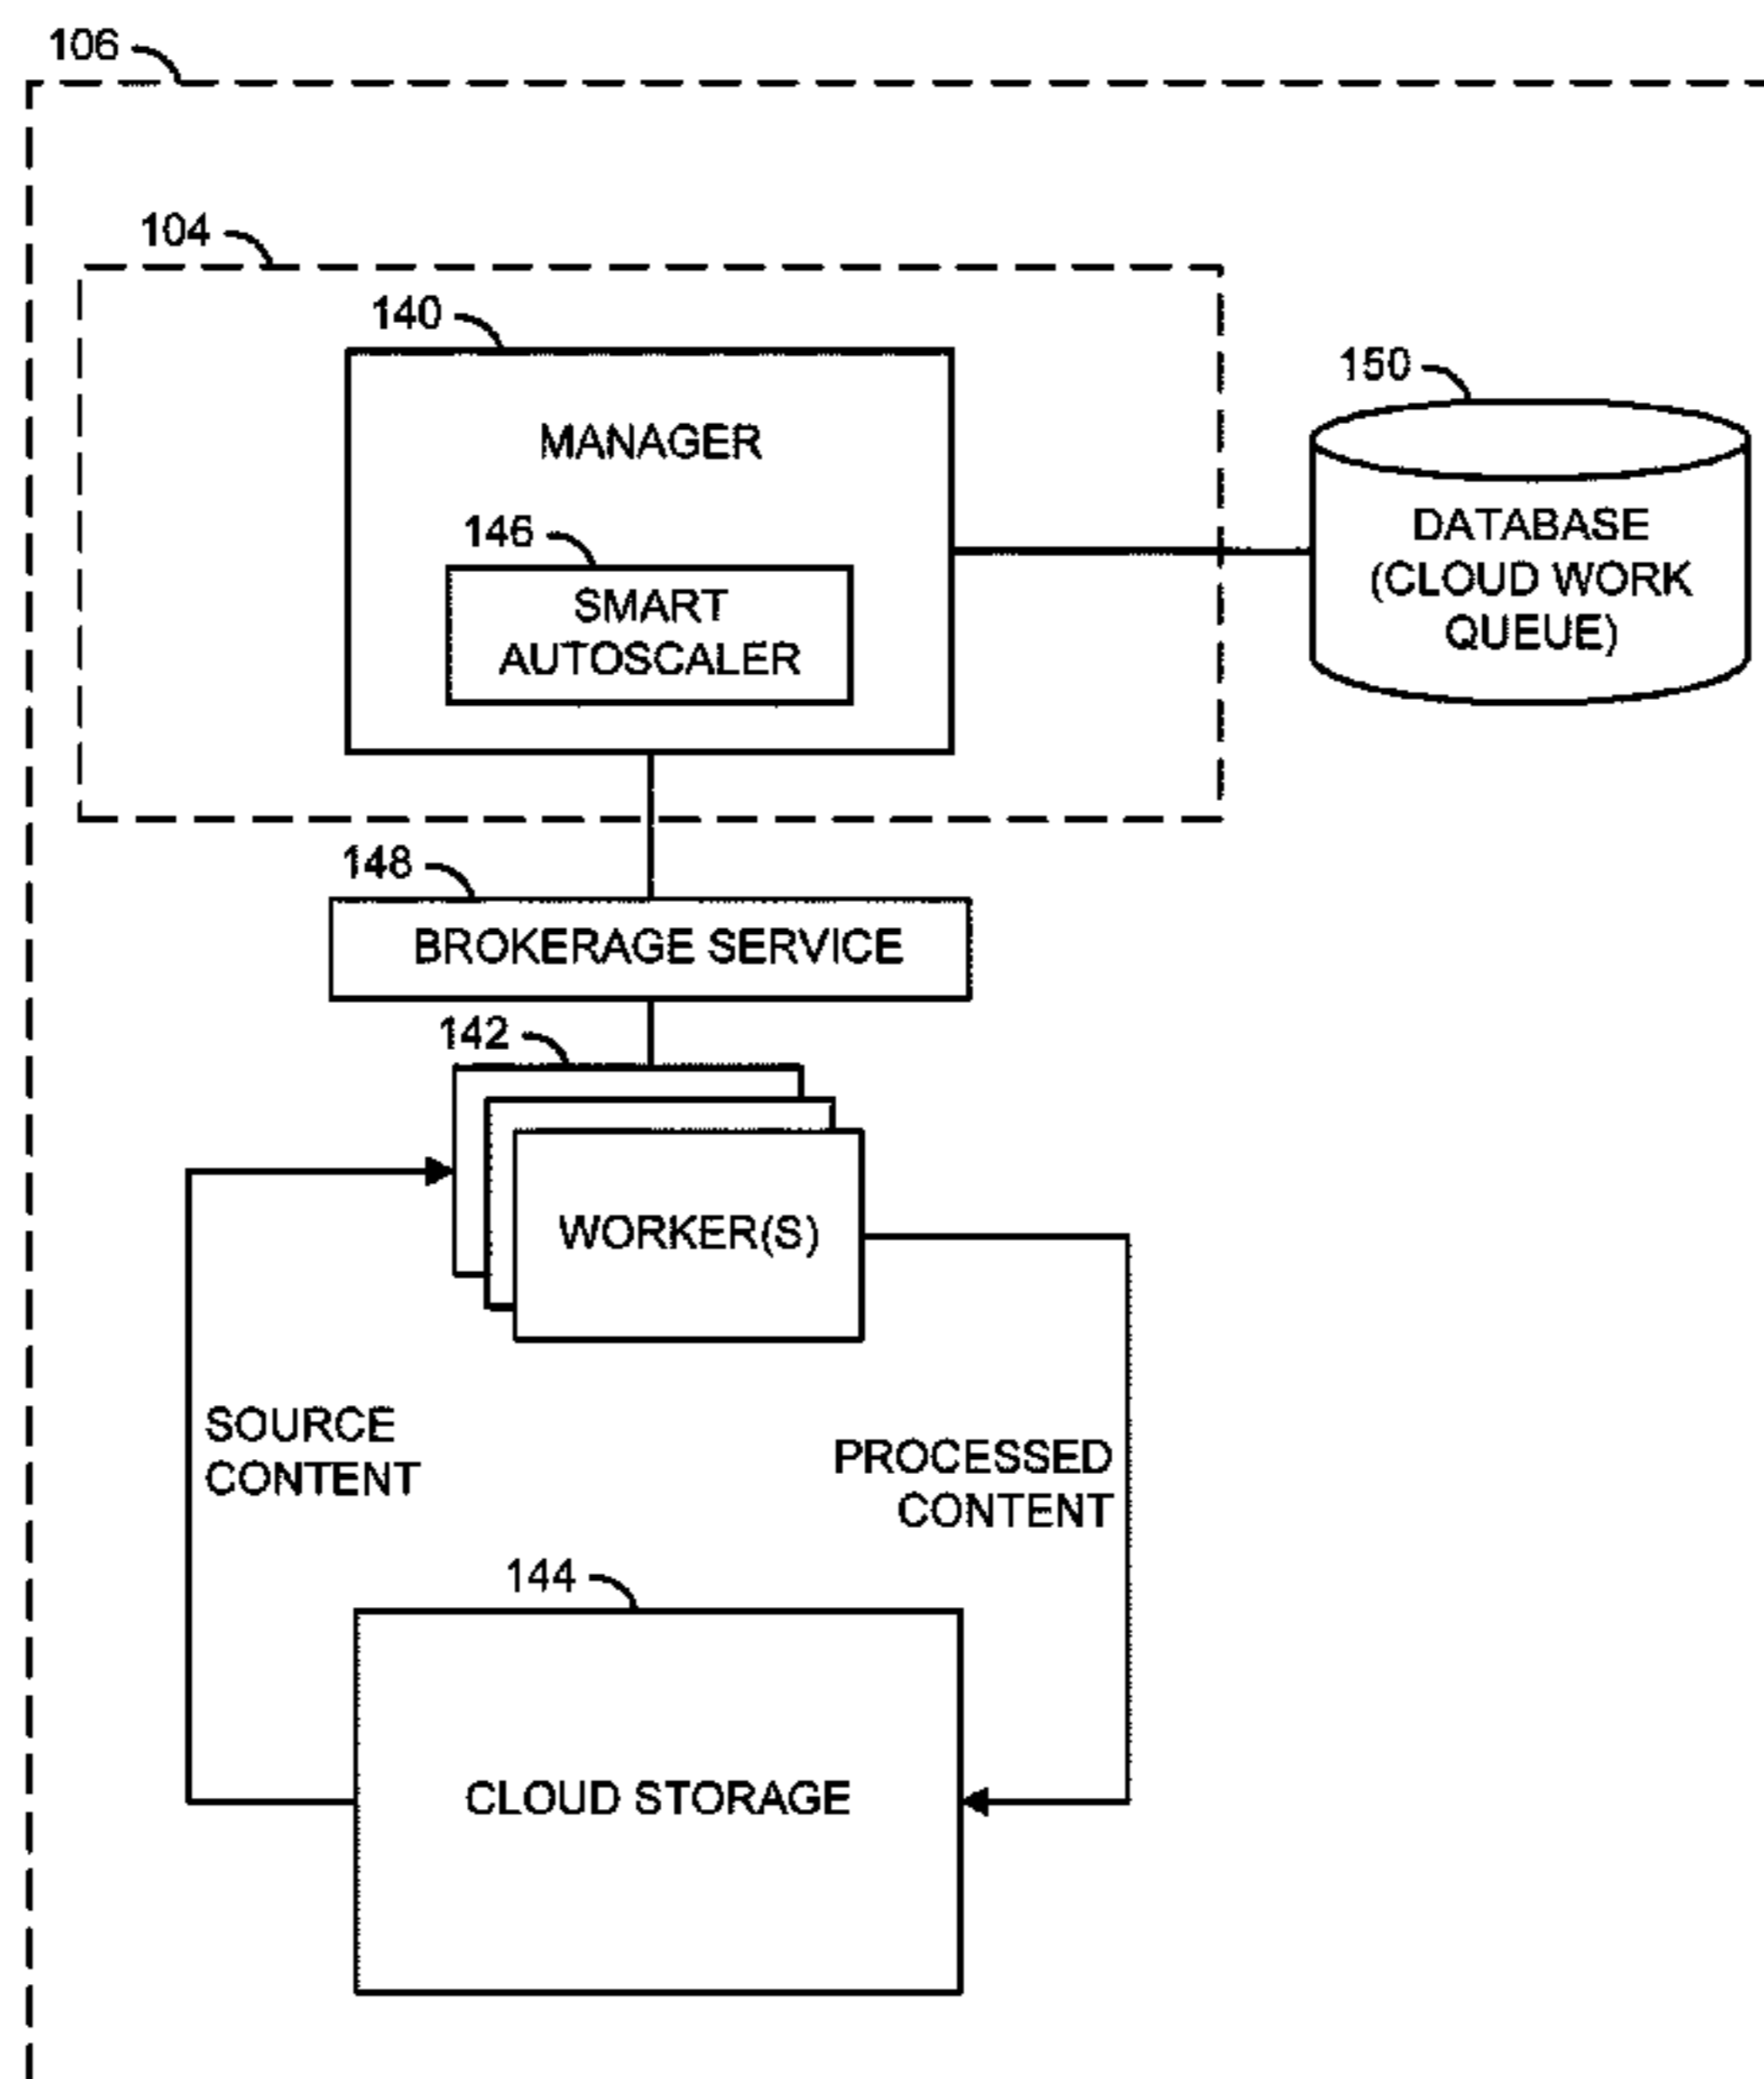 106
104
140
MANAGER
150
DATABASE
(CLOUD WORK
QUEUE)
146
SMART
AUTOSCALER
148
BROKERAGE SERVICE
142
WORKER(S)
SOURCE
CONTENT
PROCESSED
CONTENT
144
CLOUD STORAGE